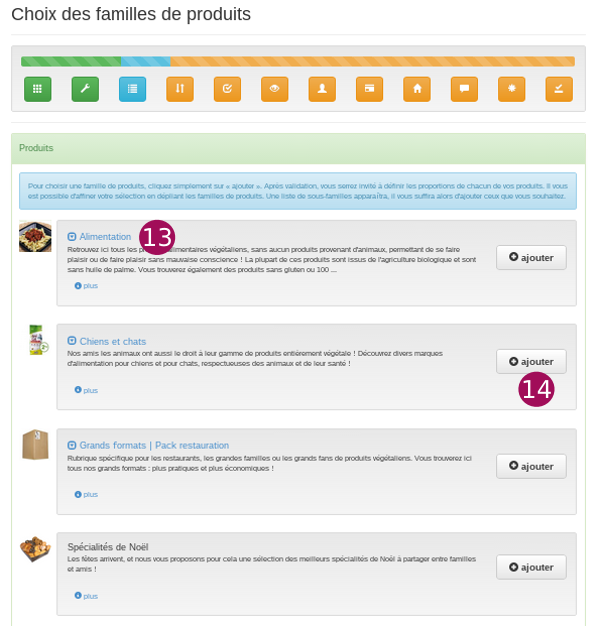 Choix des familles de produits
Produits
Pour choisir une famille de produits, cliquez simplement sur « ajouter ». Après validation, vous serrez invité à définir les proportions de chacun de vos produits. Il vous
est possible d'affiner votre sélection en dépliant les familles de produits. Une liste de sous-familles apparaîtra, il vous suffira alors d'ajouter ceux que vous souhaitez.
Alimentation
13
Retrouvez ici tous les alimentaires végétaliens, sans aucun produits provenant d'animaux, permettant de se faire
plaisir ou de faire plaisir sans mauvaise conscience ! La plupart de ces produits sont issus de l'agriculture biologique et sont
sans huile de palme. Vous trouverez également des produits sans gluten ou 100 ...
plus
ajouter
Chiens et chats
Nos amis les animaux ont aussi le droit à leur gamme de produits entièrement végétale ! Découvrez divers marques
d'alimentation pour chiens et pour chats, respectueuses des animaux et de leur santé !
plus
ajouter
14
Grands formats | Pack restauration
Rubrique spécifique pour les restaurants, les grandes familles ou les grands fans de produits végétaliens. Vous trouverez ici
tous nos grands formats : plus pratiques et plus économiques !
plus
ajouter
Spécialités de Noël
Les fêtes arrivent, et nous vous proposons pour cela une sélection des meilleurs spécialités de Noël à partager entre familles
et amis !
plus
ajouter